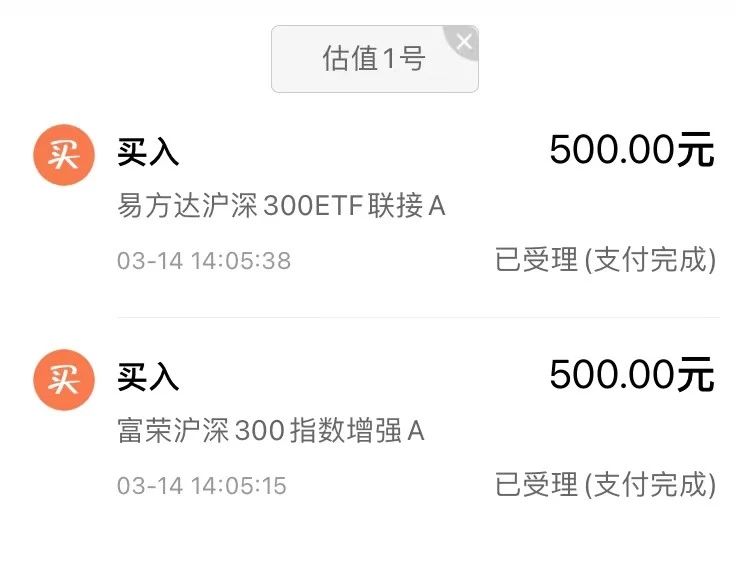 估值1号
买 买入 500.00元
易方达沪深300ETF联接A
03-14 14:05:38 已受理(支付完成)
买 买入 500.00元
富荣沪深300指数增强A
03-14 14:05:15 已受理(支付完成)